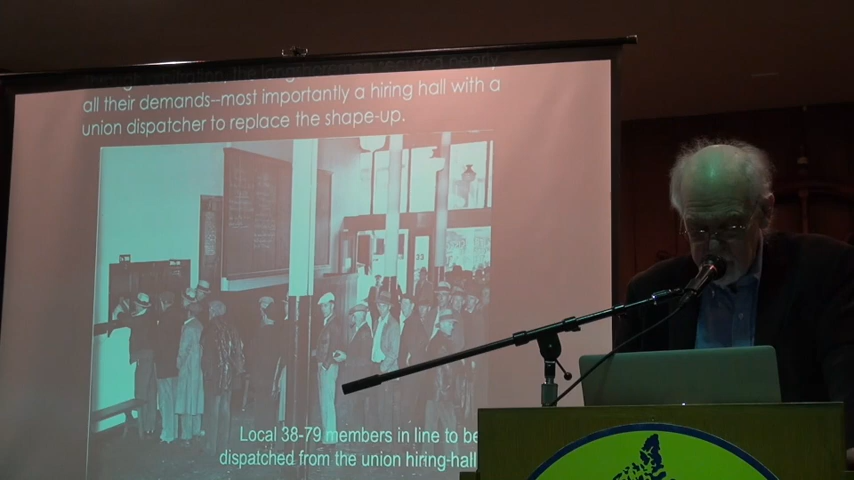 all their demands--most importantly a hiring hall with a
union dispatcher to replace the shape-up.
Local 38-79 members in line to be
dispatched from the union hiring-hall